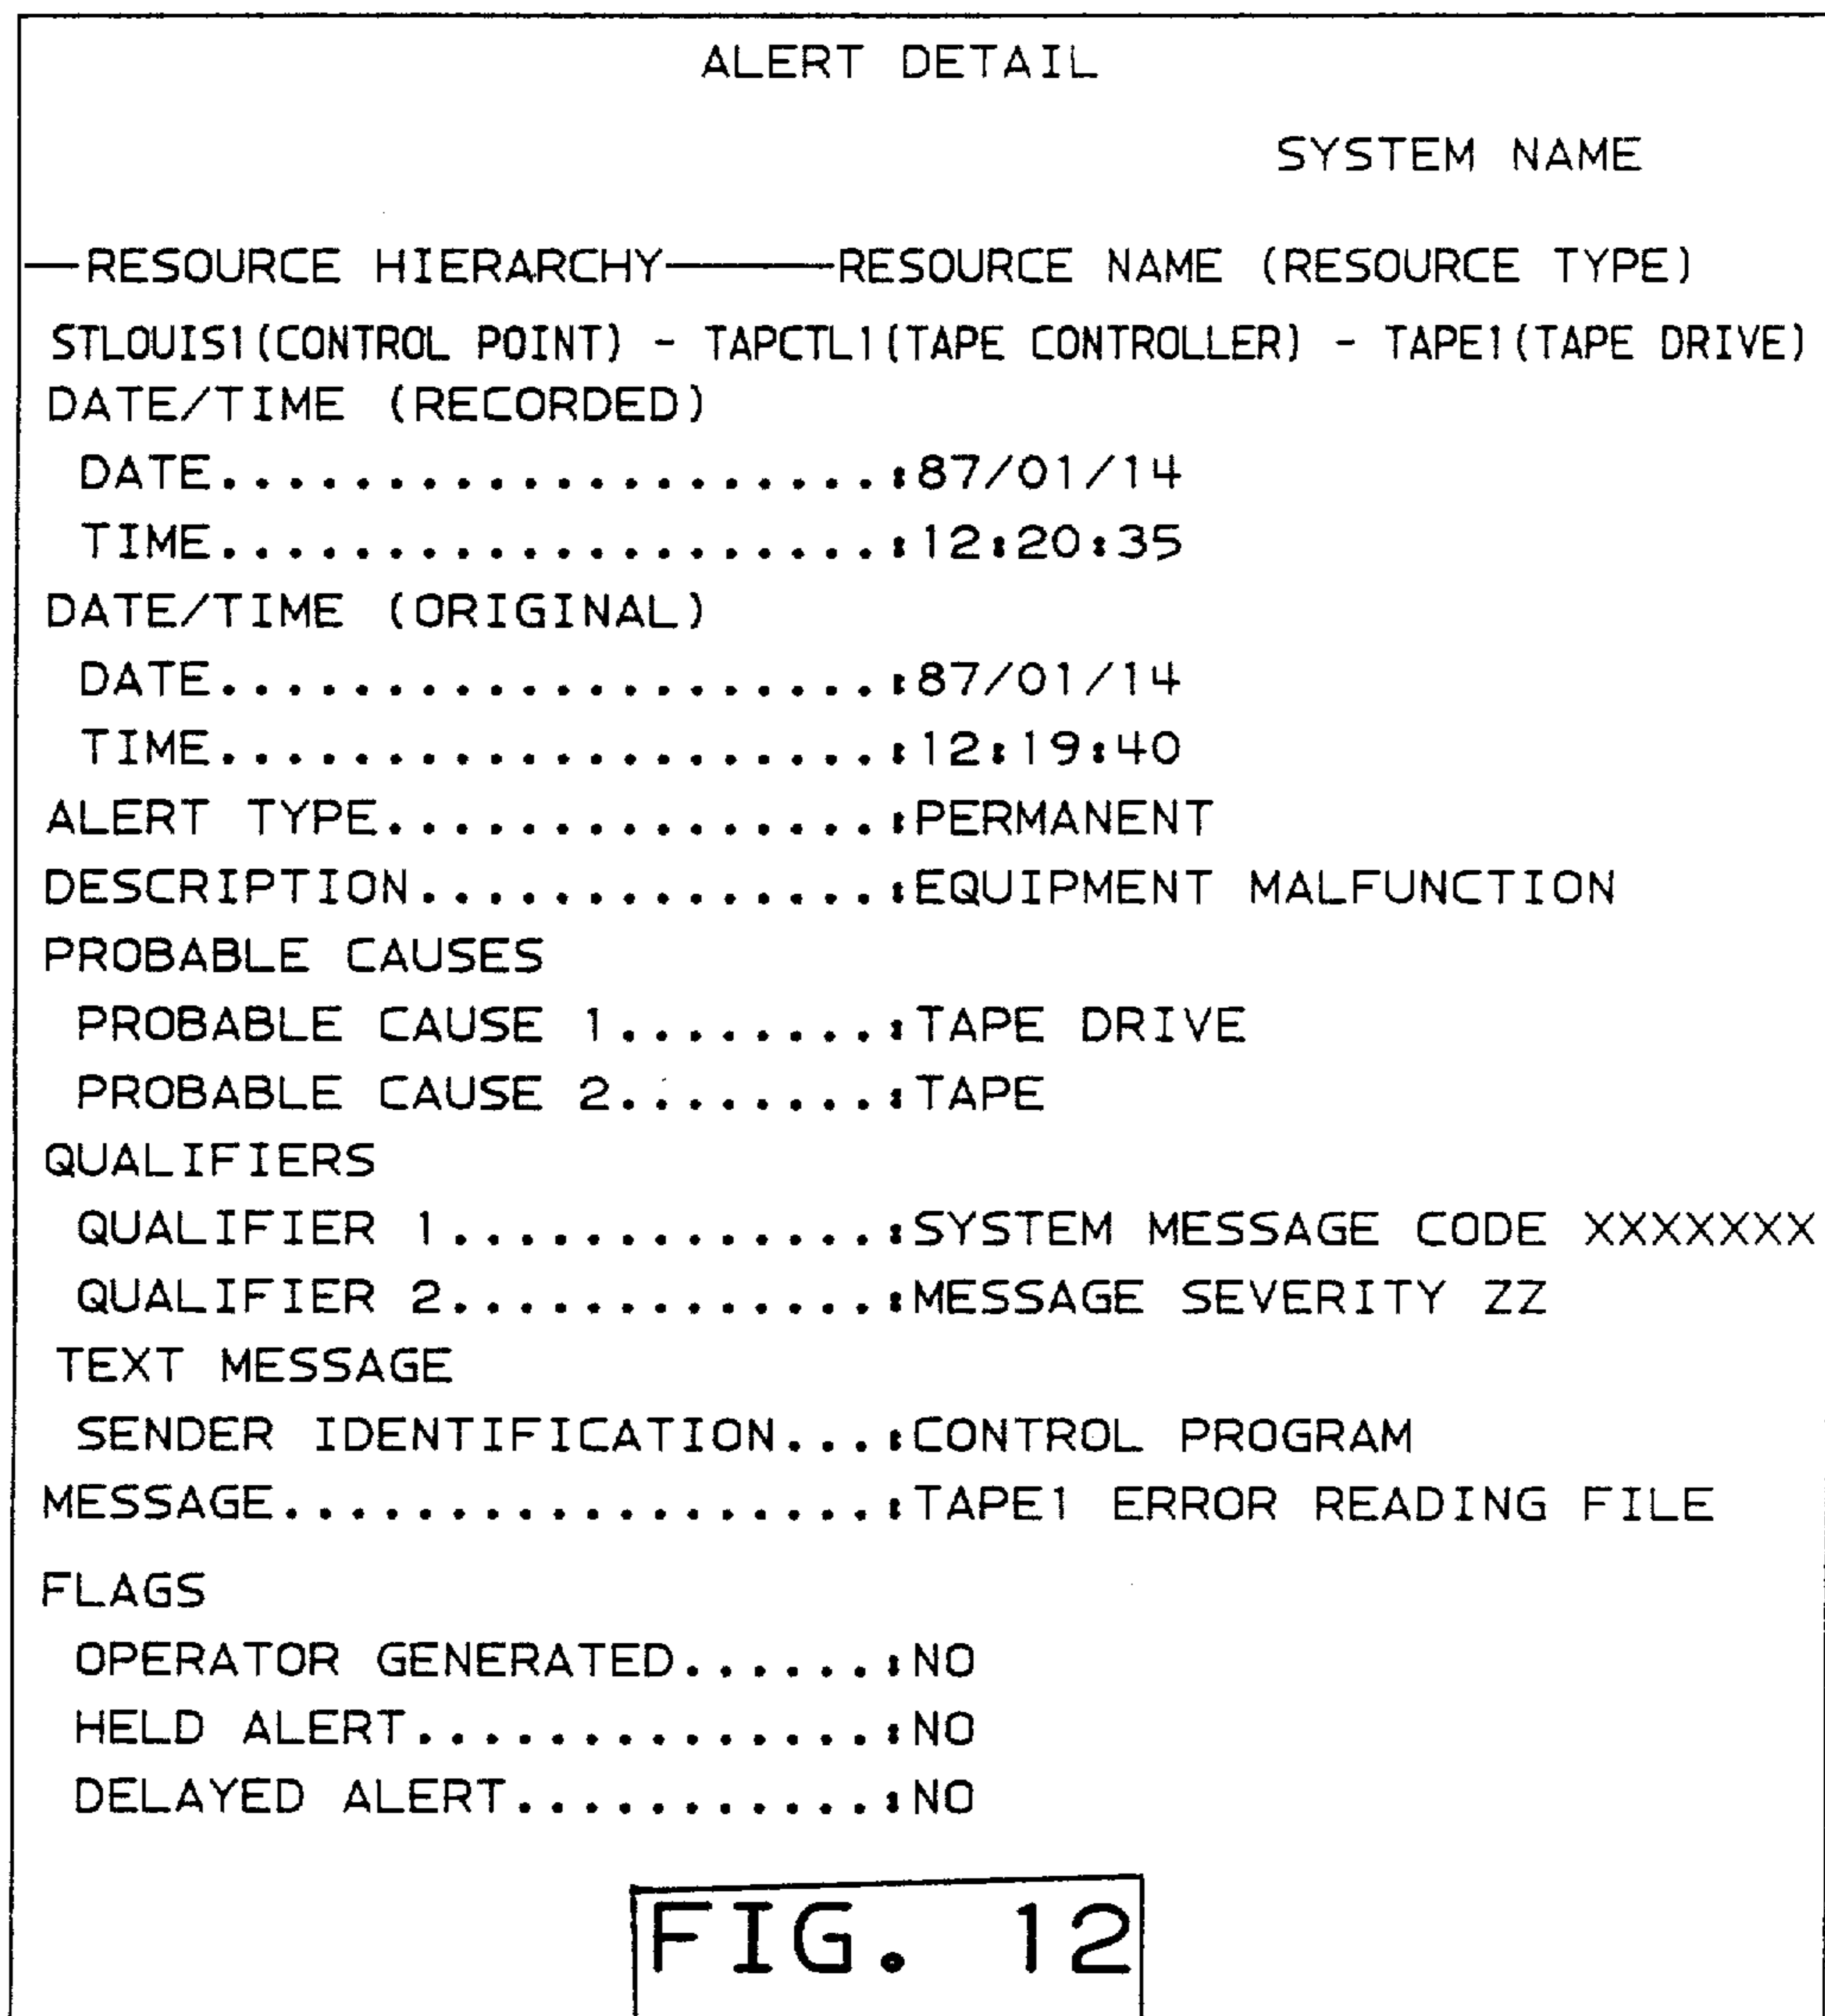 ALERT DETAIL
SYSTEM NAME
—RESOURCE HIERARCHY———RESOURCE NAME (RESOURCE TYPE)
STLOUIS1(CONTROL POINT) - TAPCTL1(TAPE CONTROLLER) - TAPE1(TAPE DRIVE)
DATE/TIME (RECORDED)
DATE....................:87/01/14
TIME....................:12:20:35
DATE/TIME (ORIGINAL)
DATE....................:87/01/14
TIME....................:12:19:40
ALERT TYPE...............:PERMANENT
DESCRIPTION..............:EQUIPMENT MALFUNCTION
PROBABLE CAUSES
PROBABLE CAUSE 1........:TAPE DRIVE
PROBABLE CAUSE 2........:TAPE
QUALIFIERS
QUALIFIER 1.............:SYSTEM MESSAGE CODE XXXXXXX
QUALIFIER 2.............:MESSAGE SEVERITY ZZ
TEXT MESSAGE
SENDER IDENTIFICATION...:CONTROL PROGRAM
MESSAGE..................:TAPE1 ERROR READING FILE
FLAGS
OPERATOR GENERATED......:NO
HELD ALERT..............:NO
DELAYED ALERT...........:NO
FIG. 12